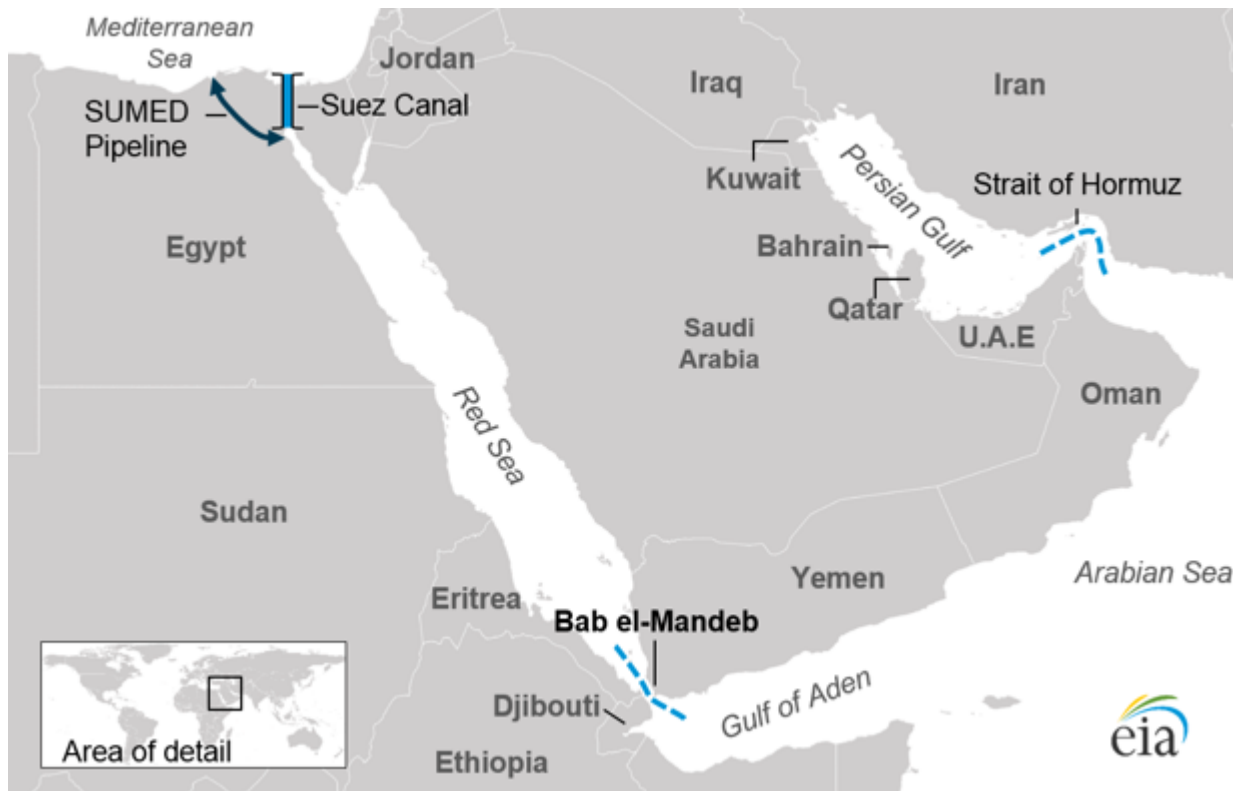 Mediterranean
Sea
Jordan
Iraq
Iran
SUMED
Pipeline
Suez Canal
Kuwait
Persian Gulf
Strait of Hormuz
Egypt
Bahrain
Qatar
Saudi
Arabia
U.A.E
Oman
Red Sea
Sudan
Yemen
Arabian Sea
Eritrea
Bab el-Mandeb
Djibouti
Gulf of Aden
Ethiopia
Area of detail
eia